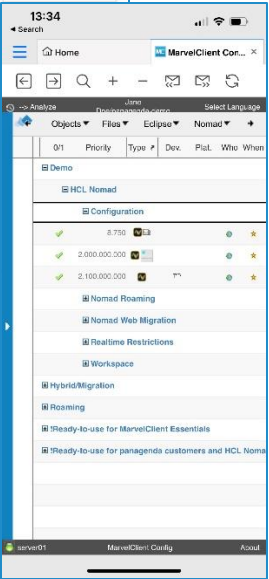 13:34
◂ Search
Home
MarvelClient Con... ×
--> Analyze
Jane
Select Language
Objects▼ Files▼ Eclipse▼ Nomad▼
0/1 Priority Type Dev. Plat. Who When
Demo
HCL Nomad
Configuration
8.750
2.000.000.000
2.100.000.000
Nomad Roaming
Nomad Web Migration
Realtime Restrictions
Workspace
Hybrid/Migration
Roaming
!Ready-to-use for MarvelClient Essentials
!Ready-to-use for panagenda customers and HCL Noma
server01 MarvelClient Config About